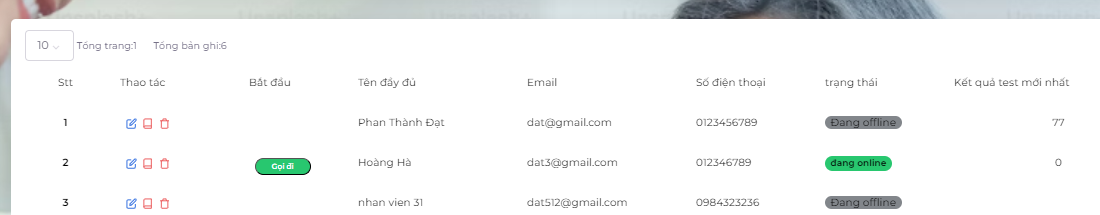 10 Tổng trang:1 Tổng bản ghi:6
Stt Thao tác Bắt đầu Tên đầy đủ Email Số điện thoại trạng thái Kết quả test mới nhất
1 Phan Thành Đạt dat@gmail.com 0123456789 Đang offline 77
2 Gọi đi Hoàng Hà dat3@gmail.com 012346789 đang online 0
3 nhan vien 31 dat512@gmail.com 0984323236 Đang offline